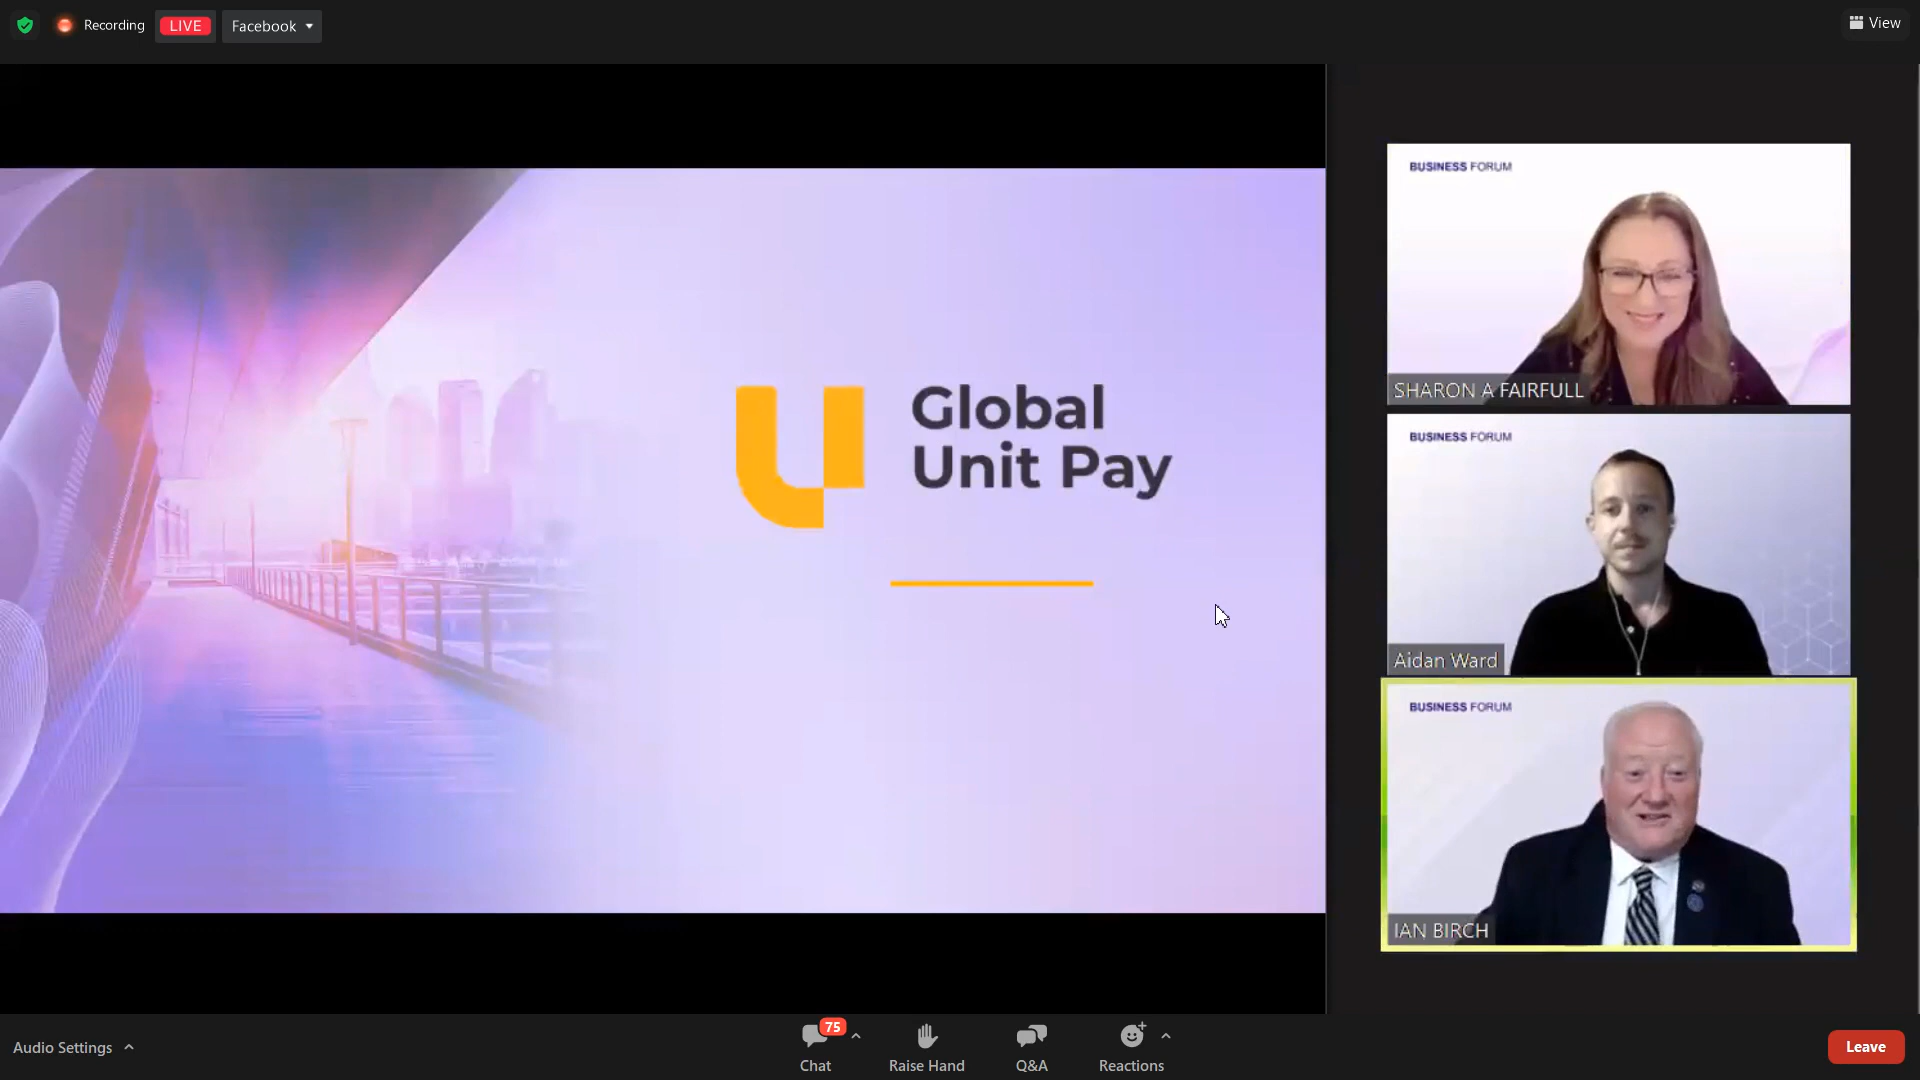 Recording
LIVE
Facebook
View
BUSINESS FORUM
SHARON A FAIRFULL
Global
Unit Pay
BUSINESS FORUM
Aidan Ward
BUSINESS FORUM
IAN BIRCH
Audio Settings
75
Chat
Raise Hand
Q&A
Reactions
Leave